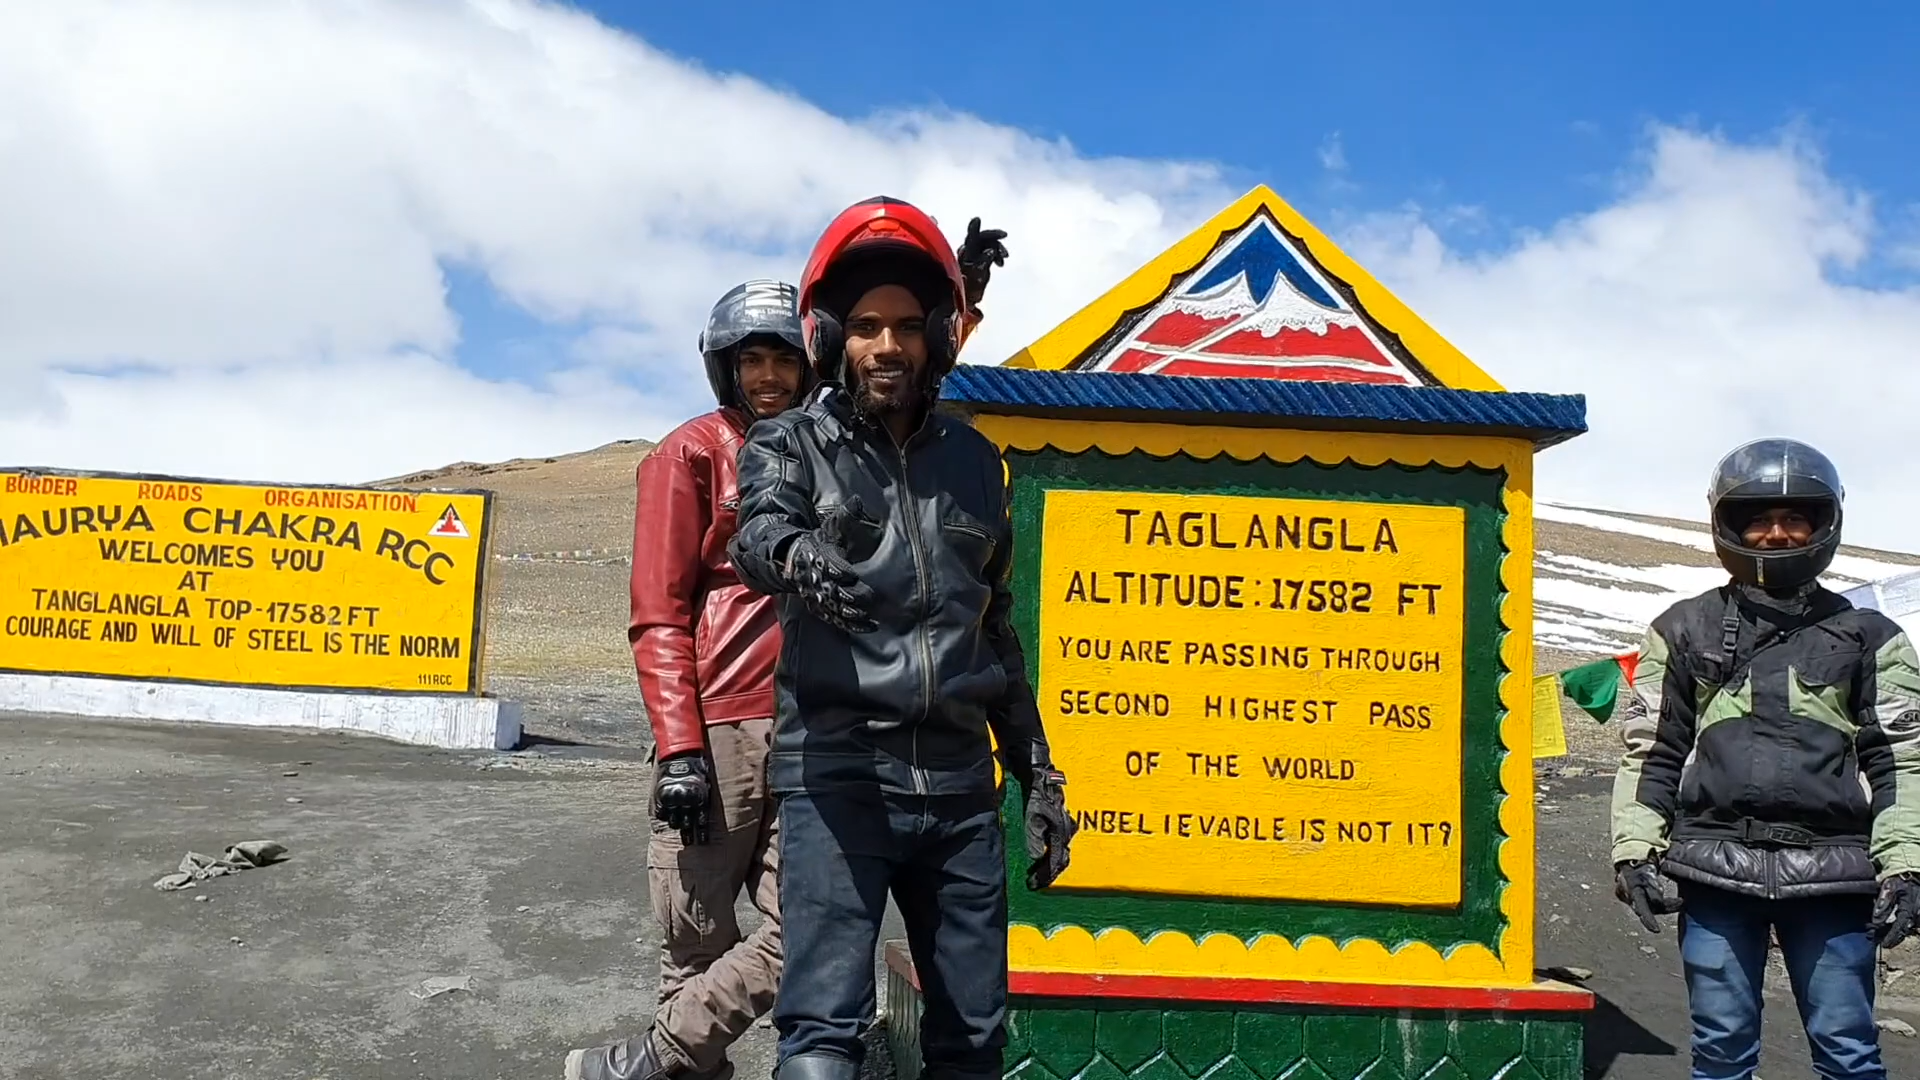 BORDER ROADS ORGANISATION
CHAKRA RCC
WELCOMES YOU
AT
TANGLANGLA TOP-17582 FT
COURAGE AND WILL OF STEEL IS THE NORM
111 RCC
TAGLANGLA
ALTITUDE : 17582 FT
YOU ARE PASSING THROUGH
SECOND HIGHEST PASS
OF THE WORLD
UNBELIEVABLE IS NOT IT?